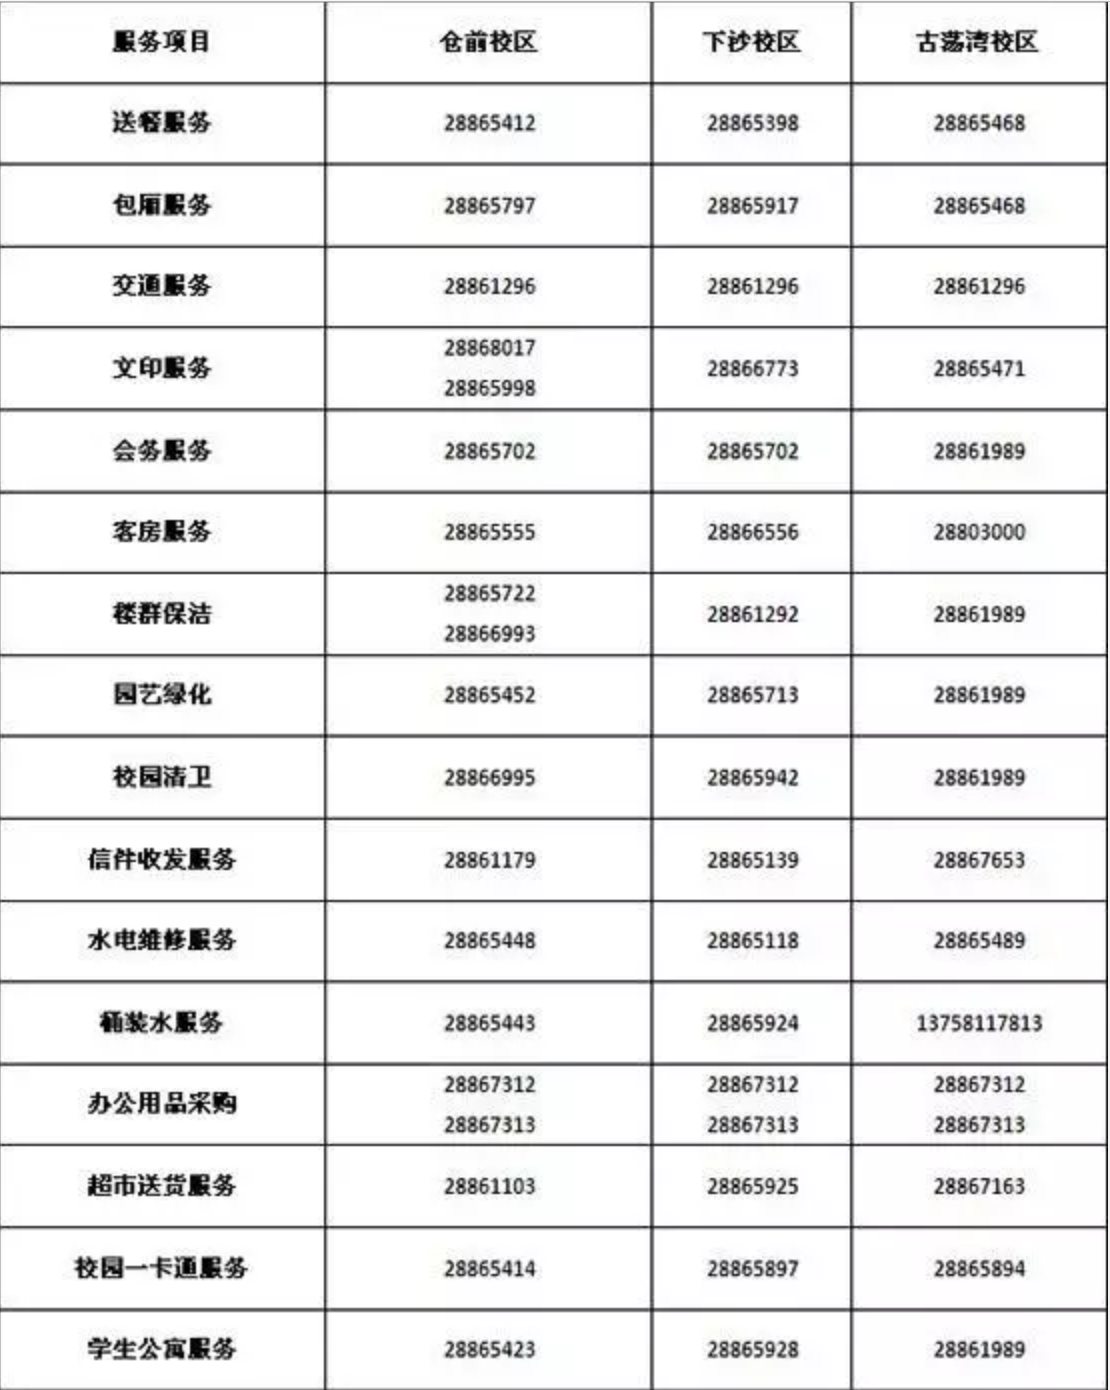 服务项目 仓前校区 下沙校区 古荡湾校区
送餐服务 28865412 28865398 28865468
包厢服务 28865797 28865917 28865468
交通服务 28861296 28861296 28861296
文印服务 28868017 28865998 28866773 28865471
会务服务 28865702 28865702 28861989
客房服务 28865555 28866556 28803000
楼群保洁 28865722 28866993 28861292 28861989
园艺绿化 28865452 28865713 28861989
校园清卫 28866995 28865942 28861989
信件收发服务 28861179 28865139 28867653
水电维修服务 28865448 28865118 28865489
桶装水服务 28865443 28865924 13758117813
办公用品采购 28867312 28867313 28867312 28867313 28867312 28867313
超市送货服务 28861103 28865925 28867163
校园一卡通服务 28865414 28865897 28865894
学生公寓服务 28865423 28865928 28861989